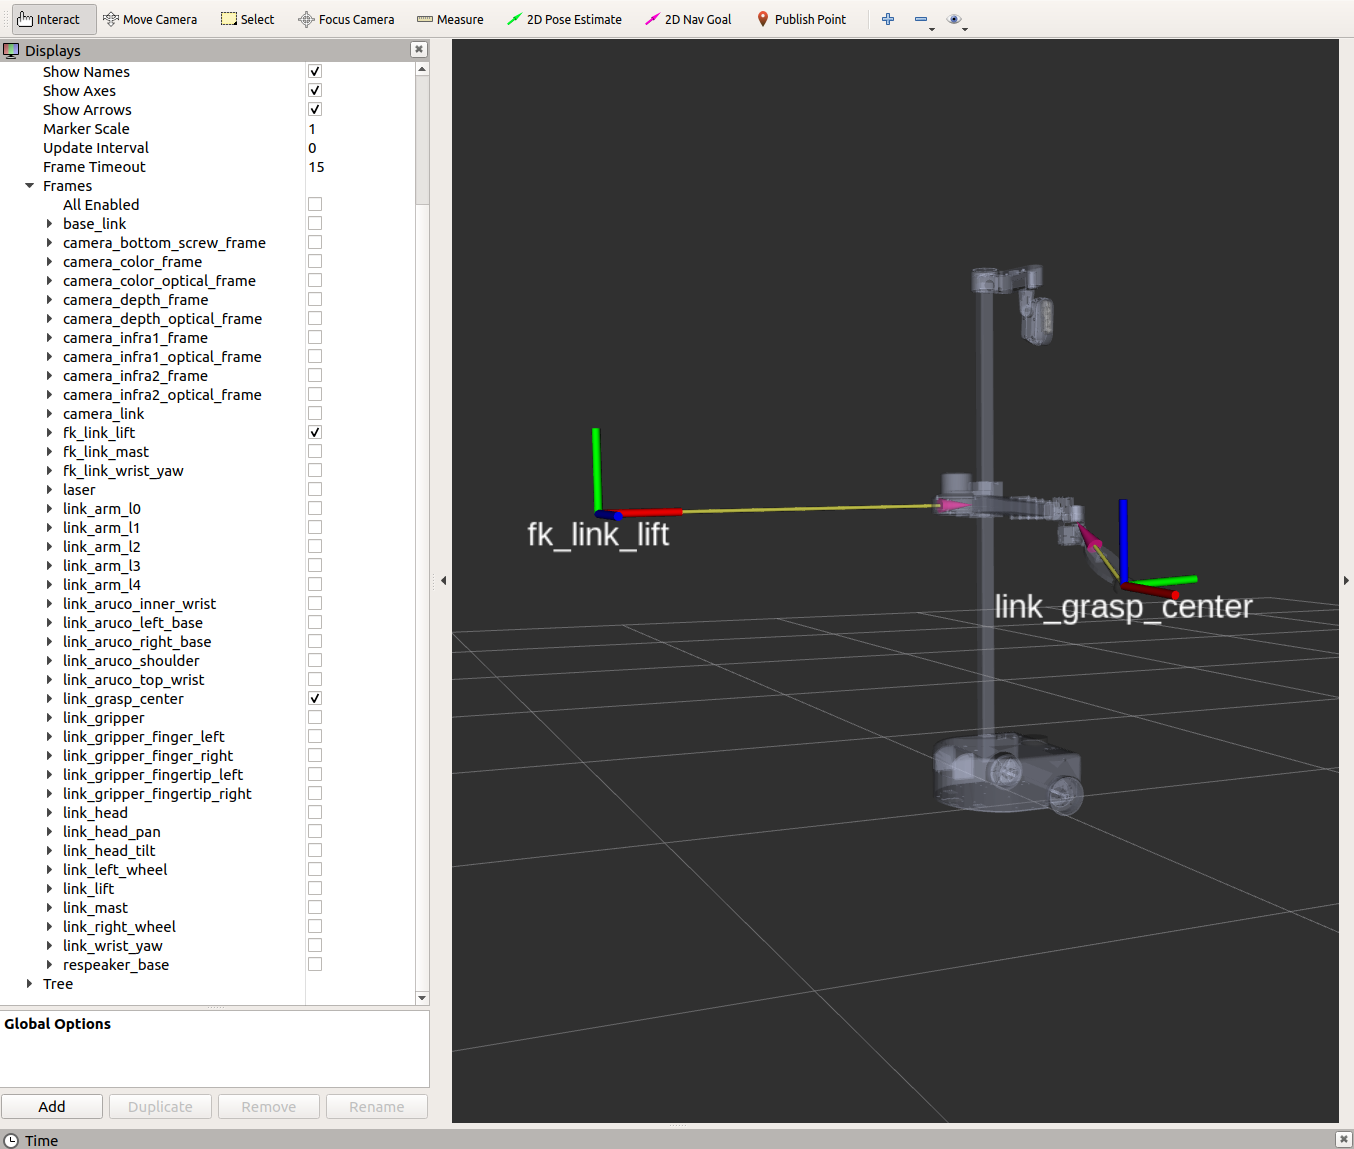 Interact Move Camera Select Focus Camera Measure 2D Pose Estimate 2D Nav Goal Publish Point
Displays
Show Names
Show Axes
Show Arrows
Marker Scale 1
Update Interval 0
Frame Timeout 15
Frames
All Enabled
base_link
camera_bottom_screw_frame
camera_color_frame
camera_color_optical_frame
camera_depth_frame
camera_depth_optical_frame
camera_infra1_frame
camera_infra1_optical_frame
camera_infra2_frame
camera_infra2_optical_frame
camera_link
fk_link_lift
fk_link_mast
fk_link_wrist_yaw
laser
link_arm_l0
link_arm_l1
link_arm_l2
link_arm_l3
link_arm_l4
link_aruco_inner_wrist
link_aruco_left_base
link_aruco_right_base
link_aruco_shoulder
link_aruco_top_wrist
link_grasp_center
link_gripper
link_gripper_finger_left
link_gripper_finger_right
link_gripper_fingertip_left
link_gripper_fingertip_right
link_head
link_head_pan
link_head_tilt
link_left_wheel
link_lift
link_mast
link_right_wheel
link_wrist_yaw
respeaker_base
Tree
Global Options
Add Duplicate Remove Rename
fk_link_lift
link_grasp_center
Time